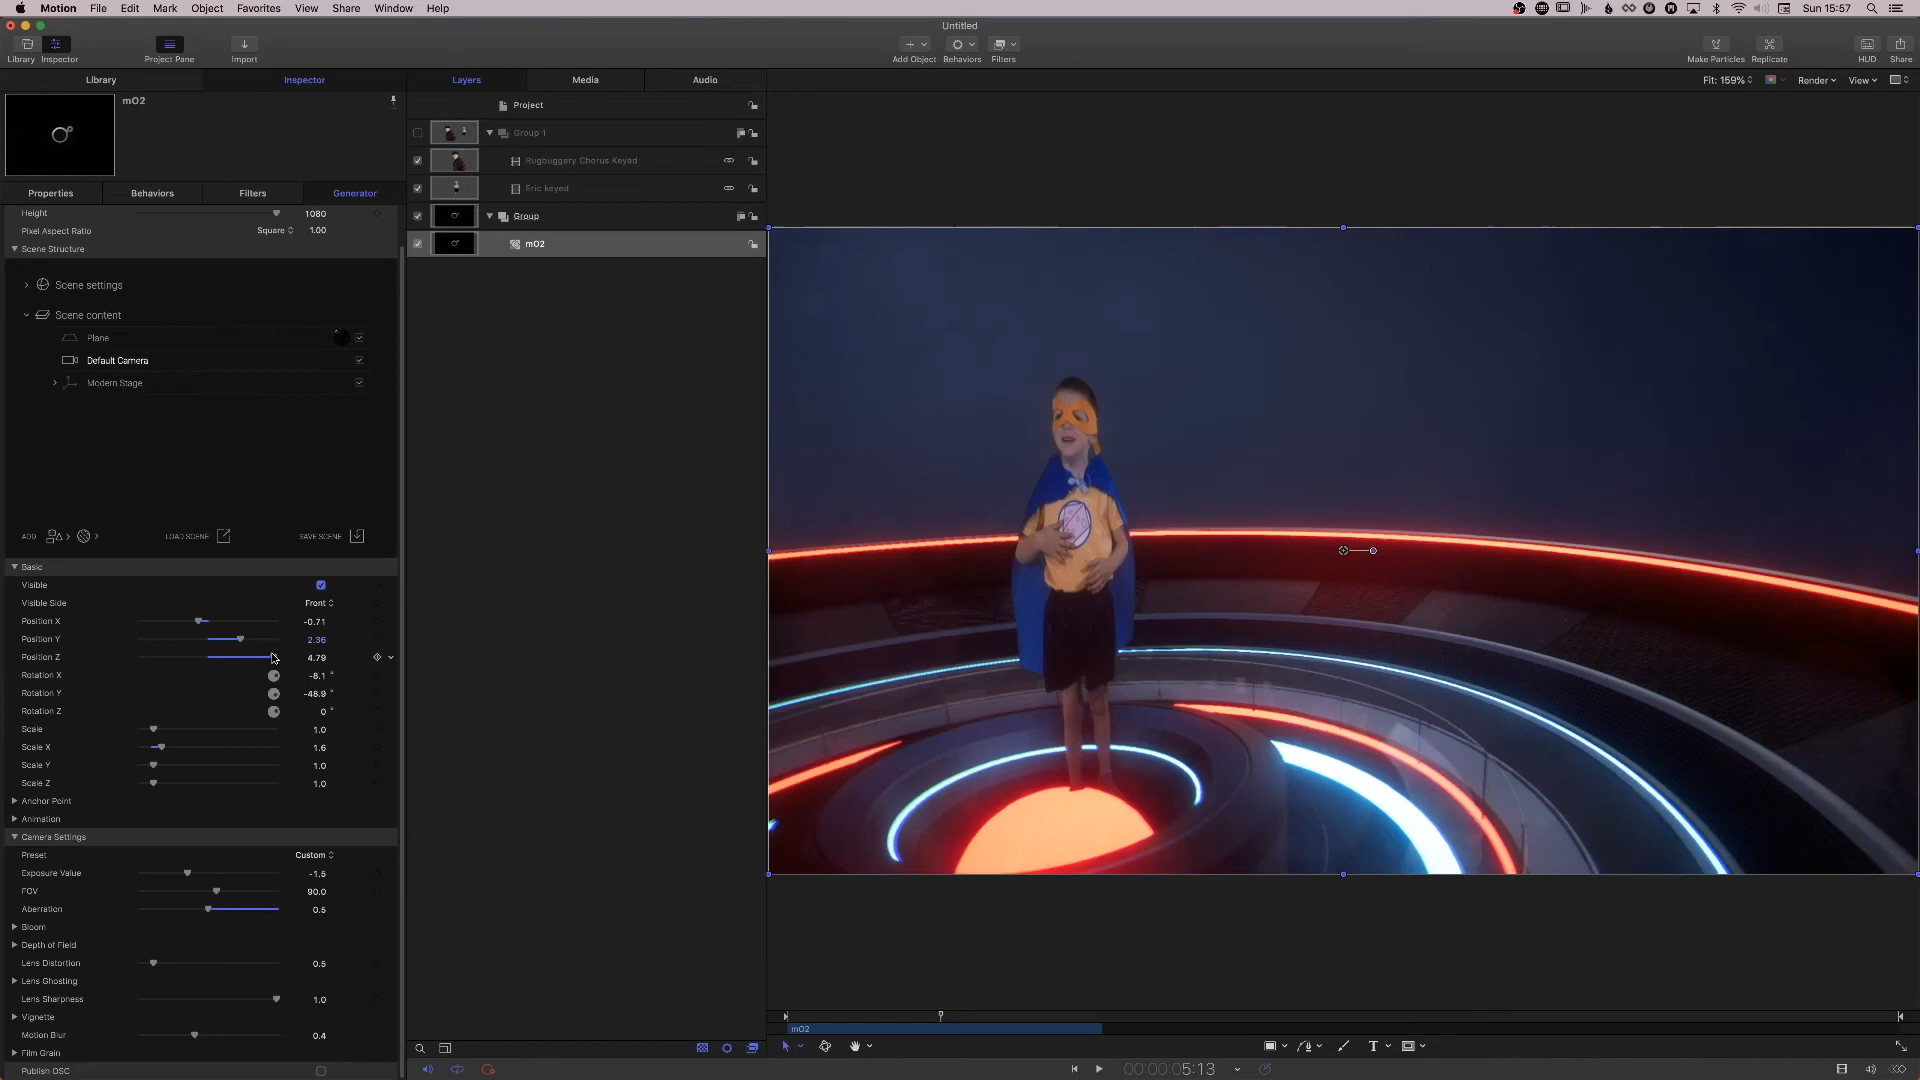 Motion File Edit Mark Object Favorites View Share Window Help Sun 15:57
Untitled
Library Inspector Project Pane Import Add Object Behaviors Filters Make Particles Replicate HUD Share
Library Inspector Layers Media Audio Fit: 159% Render View
mO2
Project
Group 1
Rugbuggery Chorus Keyed
Eric keyed
Group
mO2
Properties Behaviors Filters Generator
Height 1080
Pixel Aspect Ratio Square 1.00
Scene Structure
Scene settings
Scene content
Plane
Default Camera
Modern Stage
ADD LOAD SCENE SAVE SCENE
Basic
Visible
Visible Side Front
Position X -0.71
Position Y 2.36
Position Z 4.79
Rotation X -8.1 °
Rotation Y -48.9 °
Rotation Z 0 °
Scale 1.0
Scale X 1.6
Scale Y 1.0
Scale Z 1.0
Anchor Point
Animation
Camera Settings
Preset Custom
Exposure Value -1.5
FOV 90.0
Aberration 0.5
Bloom
Depth of Field
Lens Distortion 0.5
Lens Ghosting
Lens Sharpness 1.0
Vignette
Motion Blur 0.4
Film Grain
Publish OSC
mO2
00:00:05:13